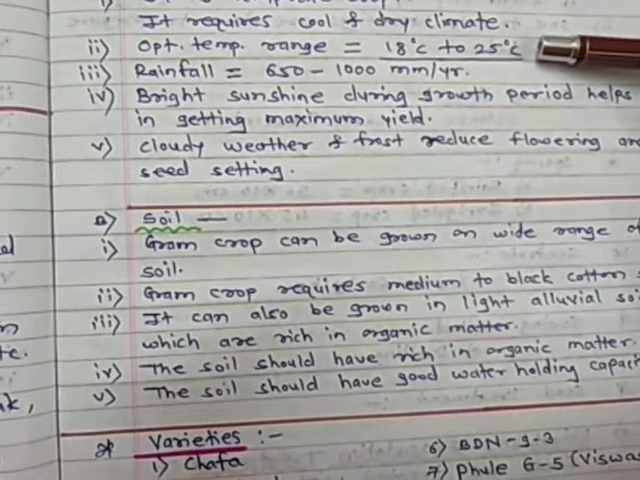 It requires cool & dry climate.
ii) Opt. temp. range = 18°c to 25°c
iii) Rainfall = 650 - 1000 mm/yr.
iv) Bright sunshine during growth period helps
in getting maximum yield.
v) cloudy weather & frest reduce flowering an
seed setting.
2) Soil —
i) Gram crop can be grown on wide range of
soil.
ii) Gram crop requires medium to black cotton s
iii) It can also be grown in light alluvial soi
which are rich in organic matter.
iv) The soil should have rich in organic matter.
v) The soil should have good water holding capaci
* Varieties :-
1) Chafa
6) BDN-9-3
7) Phule G-5 (Viswas